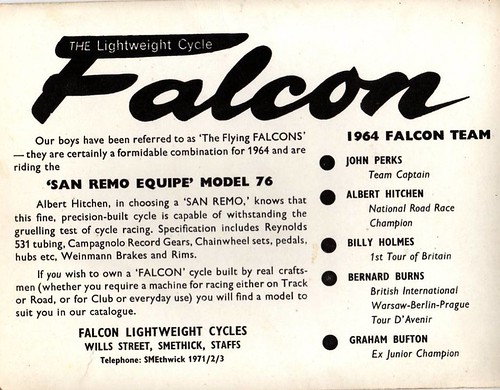 THE Lightweight Cycle
Falcon
Our boys have been referred to as 'The Flying FALCONS'
—they are certainly a formidable combination for 1964 and are
riding the
'SAN REMO EQUIPE' MODEL 76
Albert Hitchen, in choosing a 'SAN REMO,' knows that
this fine, precision-built cycle is capable of withstanding the
gruelling test of cycle racing. Specification includes Reynolds
531 tubing, Campagnolo Record Gears, Chainwheel sets, pedals,
hubs etc, Weinmann Brakes and Rims.
If you wish to own a 'FALCON' cycle built by real crafts-
men (whether you require a machine for racing either on Track
or Road, or for Club or everyday use) you will find a model to
suit you in our catalogue.
FALCON LIGHTWEIGHT CYCLES
WILLS STREET, SMETHICK, STAFFS
Telephone: SMEthwick 1971/2/3
1964 FALCON TEAM
JOHN PERKS
Team Captain
ALBERT HITCHEN
National Road Race
Champion
BILLY HOLMES
1st Tour of Britain
BERNARD BURNS
British International
Warsaw-Berlin-Prague
Tour D'Avenir
GRAHAM BUFTON
Ex Junior Champion